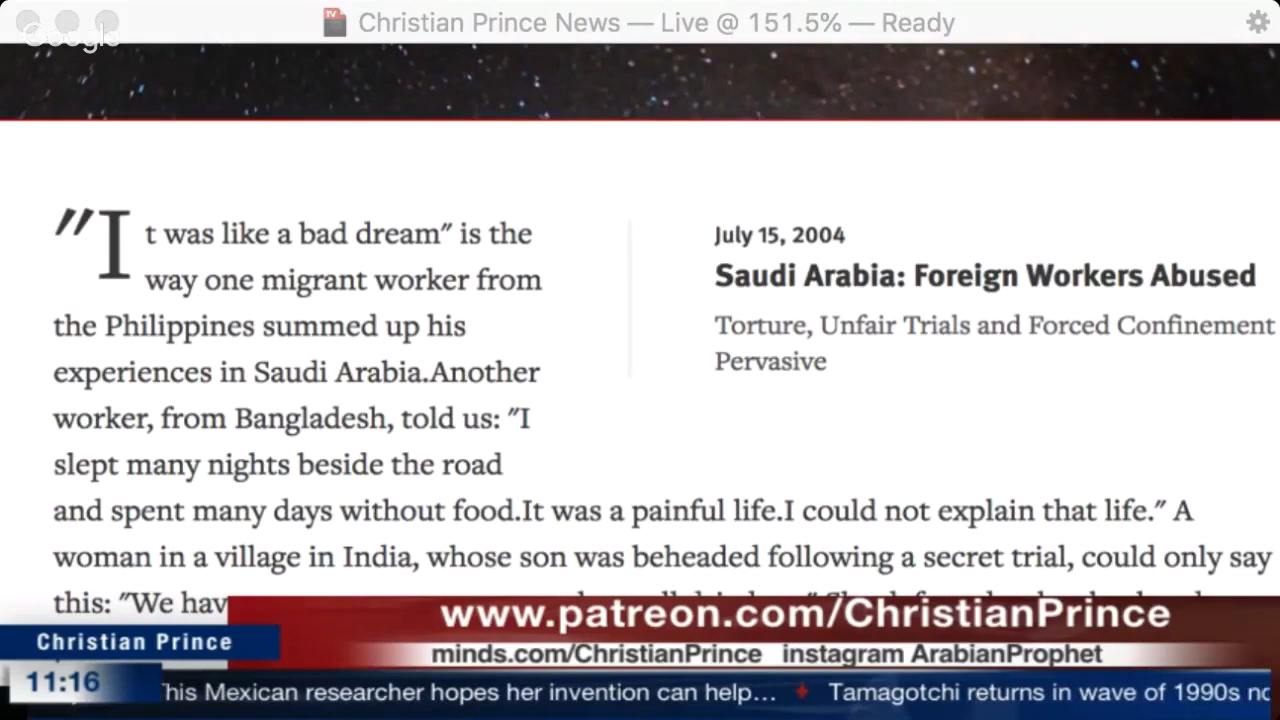 Google
Christian Prince News — Live @ 151.5% — Ready
"It was like a bad dream" is the
way one migrant worker from
the Philippines summed up his
experiences in Saudi Arabia.Another
worker, from Bangladesh, told us: "I
slept many nights beside the road
and spent many days without food.It was a painful life.I could not explain that life." A
woman in a village in India, whose son was beheaded following a secret trial, could only say
this: "We hav
July 15, 2004
Saudi Arabia: Foreign Workers Abused
Torture, Unfair Trials and Forced Confinement
Pervasive
www.patreon.com/ChristianPrince
Christian Prince
minds.com/ChristianPrince instagram ArabianProphet
11:16
This Mexican researcher hopes her invention can help... Tamagotchi returns in wave of 1990s